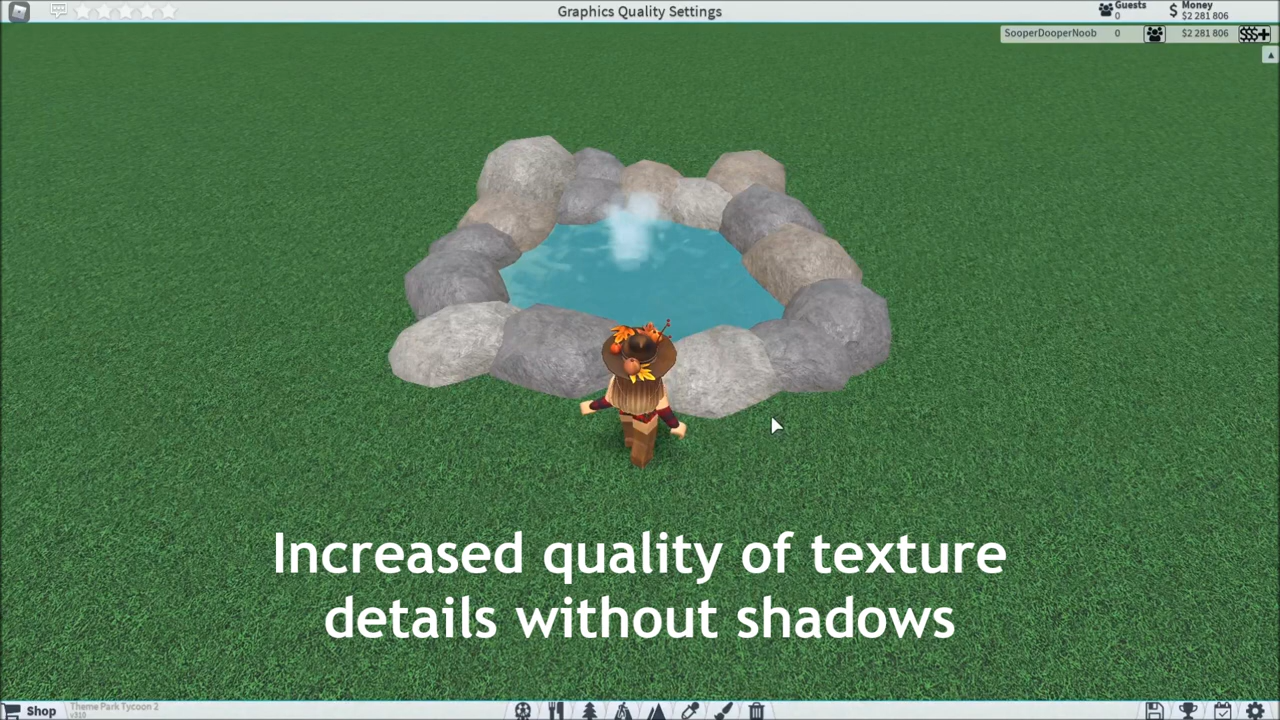 Graphics Quality Settings
Guests
0
$ Money
$2 281 806
SooperDooperNoob 0 $2 281 806 $$$+
Increased quality of texture
details without shadows
Shop
Theme Park Tycoon 2
v310